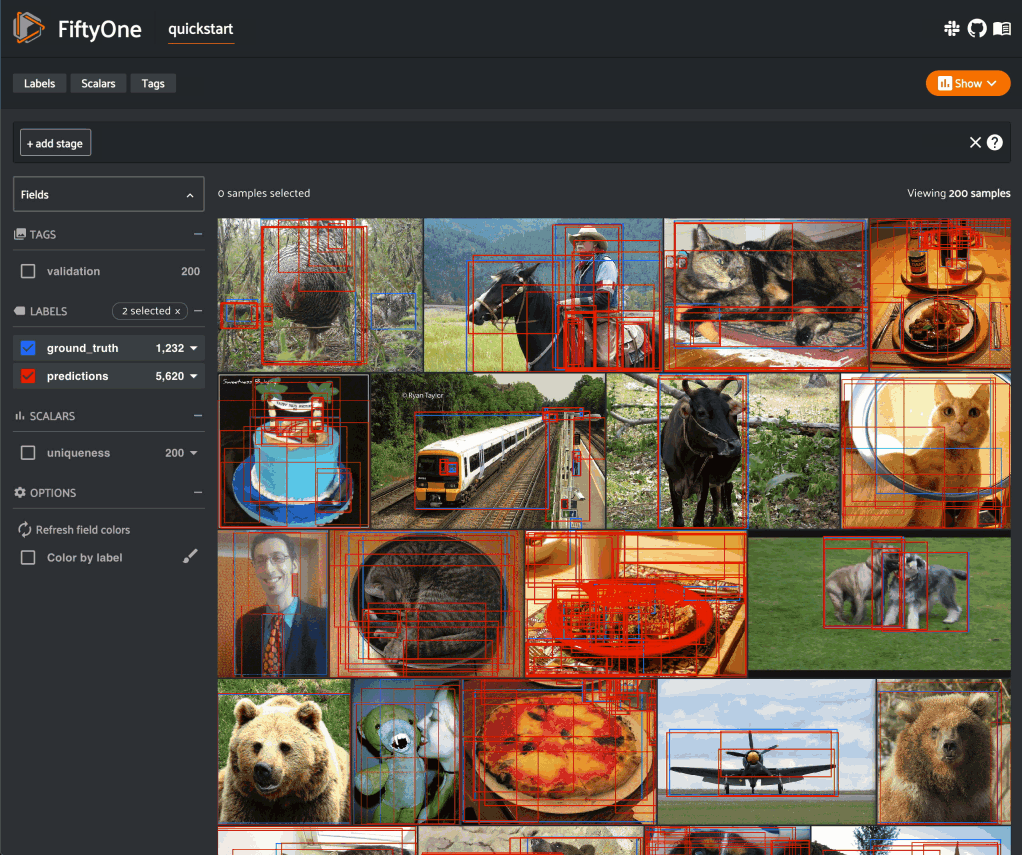 FiftyOne quickstart
Labels Scalars Tags
Show
+ add stage
Fields
0 samples selected
Viewing 200 samples
TAGS
validation 200
LABELS 2 selected ×
ground_truth 1,232
predictions 5,620
SCALARS
uniqueness 200
OPTIONS
Refresh field colors
Color by label
© Ryan Taylor